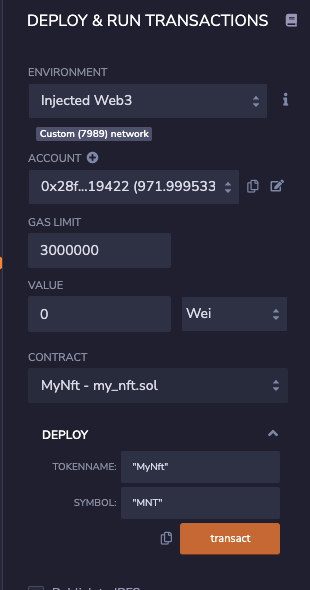 DEPLOY & RUN TRANSACTIONS
ENVIRONMENT
Injected Web3
Custom (7989) network
ACCOUNT
0x28f...19422 (971.999533
GAS LIMIT
3000000
VALUE
0 Wei
CONTRACT
MyNft - my_nft.sol
DEPLOY
TOKENNAME: "MyNft"
SYMBOL: "MNT"
transact